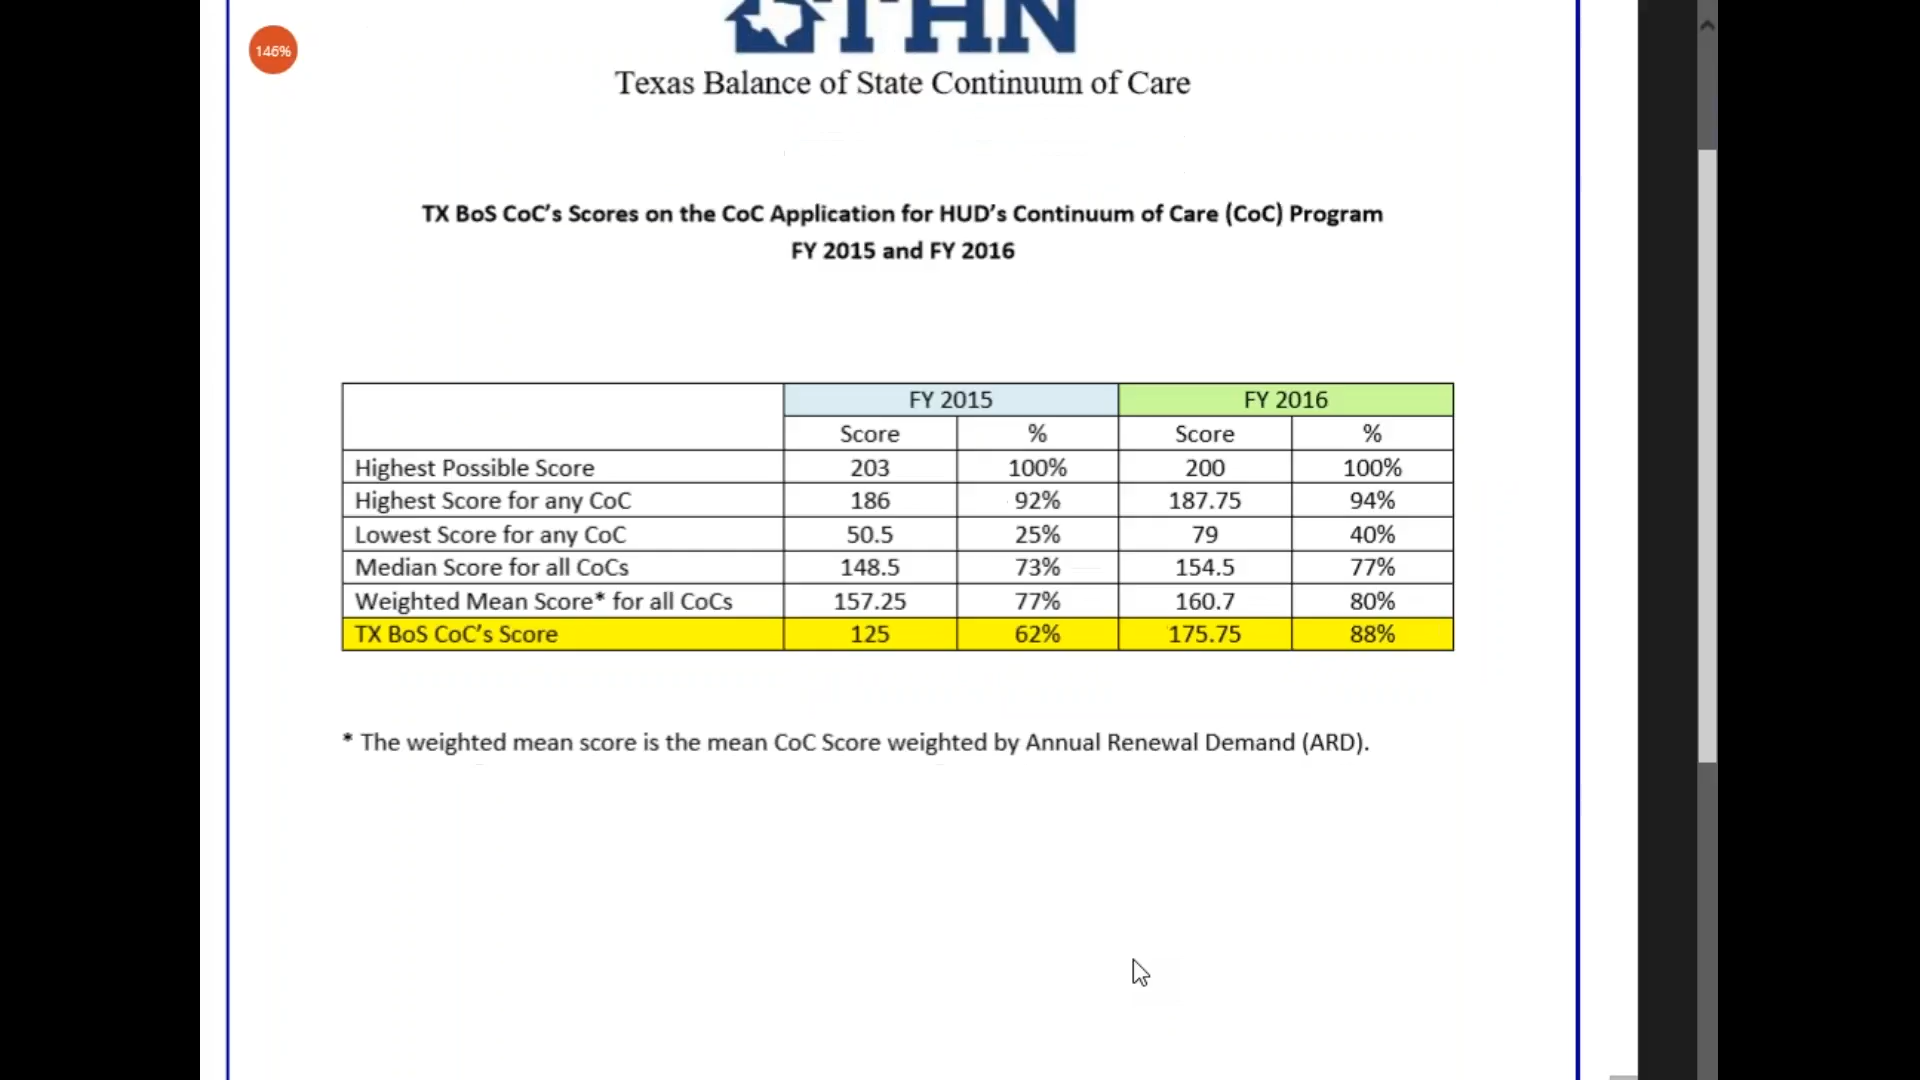 THN
146%
Texas Balance of State Continuum of Care
TX BoS CoC's Scores on the CoC Application for HUD's Continuum of Care (CoC) Program
FY 2015 and FY 2016
FY 2015 FY 2016
Score % Score %
Highest Possible Score 203 100% 200 100%
Highest Score for any CoC 186 92% 187.75 94%
Lowest Score for any CoC 50.5 25% 79 40%
Median Score for all CoCs 148.5 73% 154.5 77%
Weighted Mean Score* for all CoCs 157.25 77% 160.7 80%
TX BoS CoC's Score 125 62% 175.75 88%
* The weighted mean score is the mean CoC Score weighted by Annual Renewal Demand (ARD).